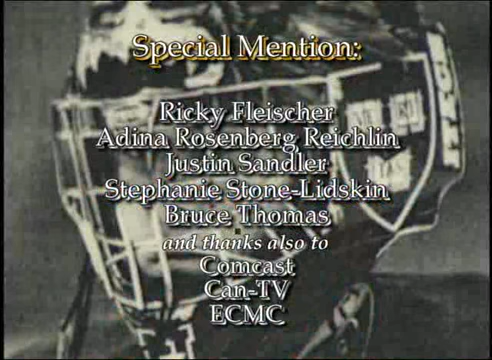 Special Mention:
Ricky Fleischer
Adina Rosenberg Reichlin
Justin Sandler
Stephanie Stone-Lidskin
Bruce Thomas
and thanks also to
Comcast
Can-TV
ECMC